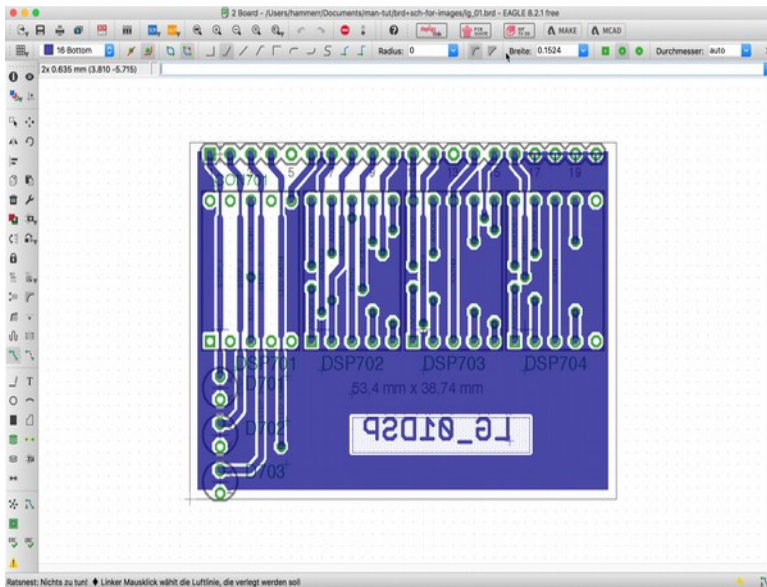 2 Board - /Users/hammerr/Documents/man-tut/brd+sch-for-images/lg_01.brd - EAGLE 8.2.1 free
MAKE
MCAD
16 Bottom
Radius: 0
Breite: 0.1524
Durchmesser: auto
2x 0.635 mm (3.810 -5.715)
5
19
CON701
DSP701
DSP702
DSP703
DSP704
D701
53,4 mm x 38,74 mm
D702
LG_01DSP
D703
Ratsnest: Nichts zu tun! ♦ Linker Mausklick wählt die Luftlinie, die verlegt werden soll